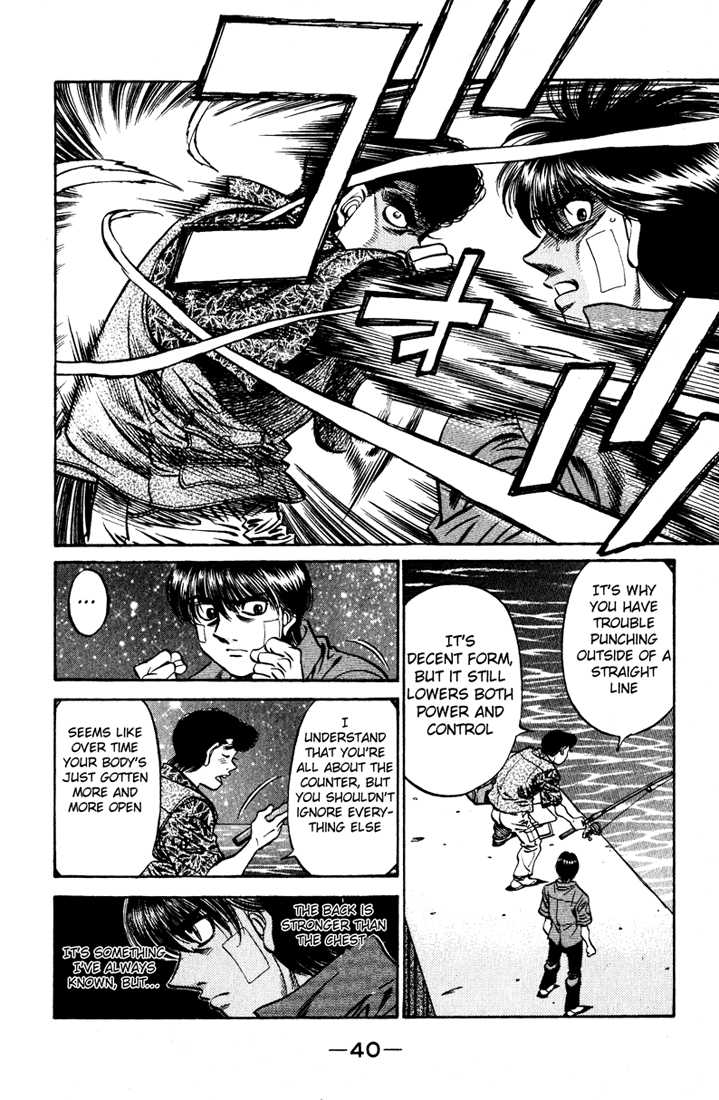 ゴォッ
IT'S WHY
YOU HAVE
TROUBLE
PUNCHING
OUTSIDE OF A
STRAIGHT
LINE
IT'S
DECENT FORM,
BUT IT STILL
LOWERS BOTH
POWER AND
CONTROL
...
I
UNDERSTAND
THAT YOU'RE
ALL ABOUT THE
COUNTER, BUT
YOU SHOULDN'T
IGNORE EVERY-
THING ELSE
SEEMS LIKE
OVER TIME
YOUR BODY'S
JUST GOTTEN
MORE AND
MORE OPEN
THE BACK IS
STRONGER THAN
THE CHEST
IT'S SOMETHING
I'VE ALWAYS
KNOWN, BUT...
—40—